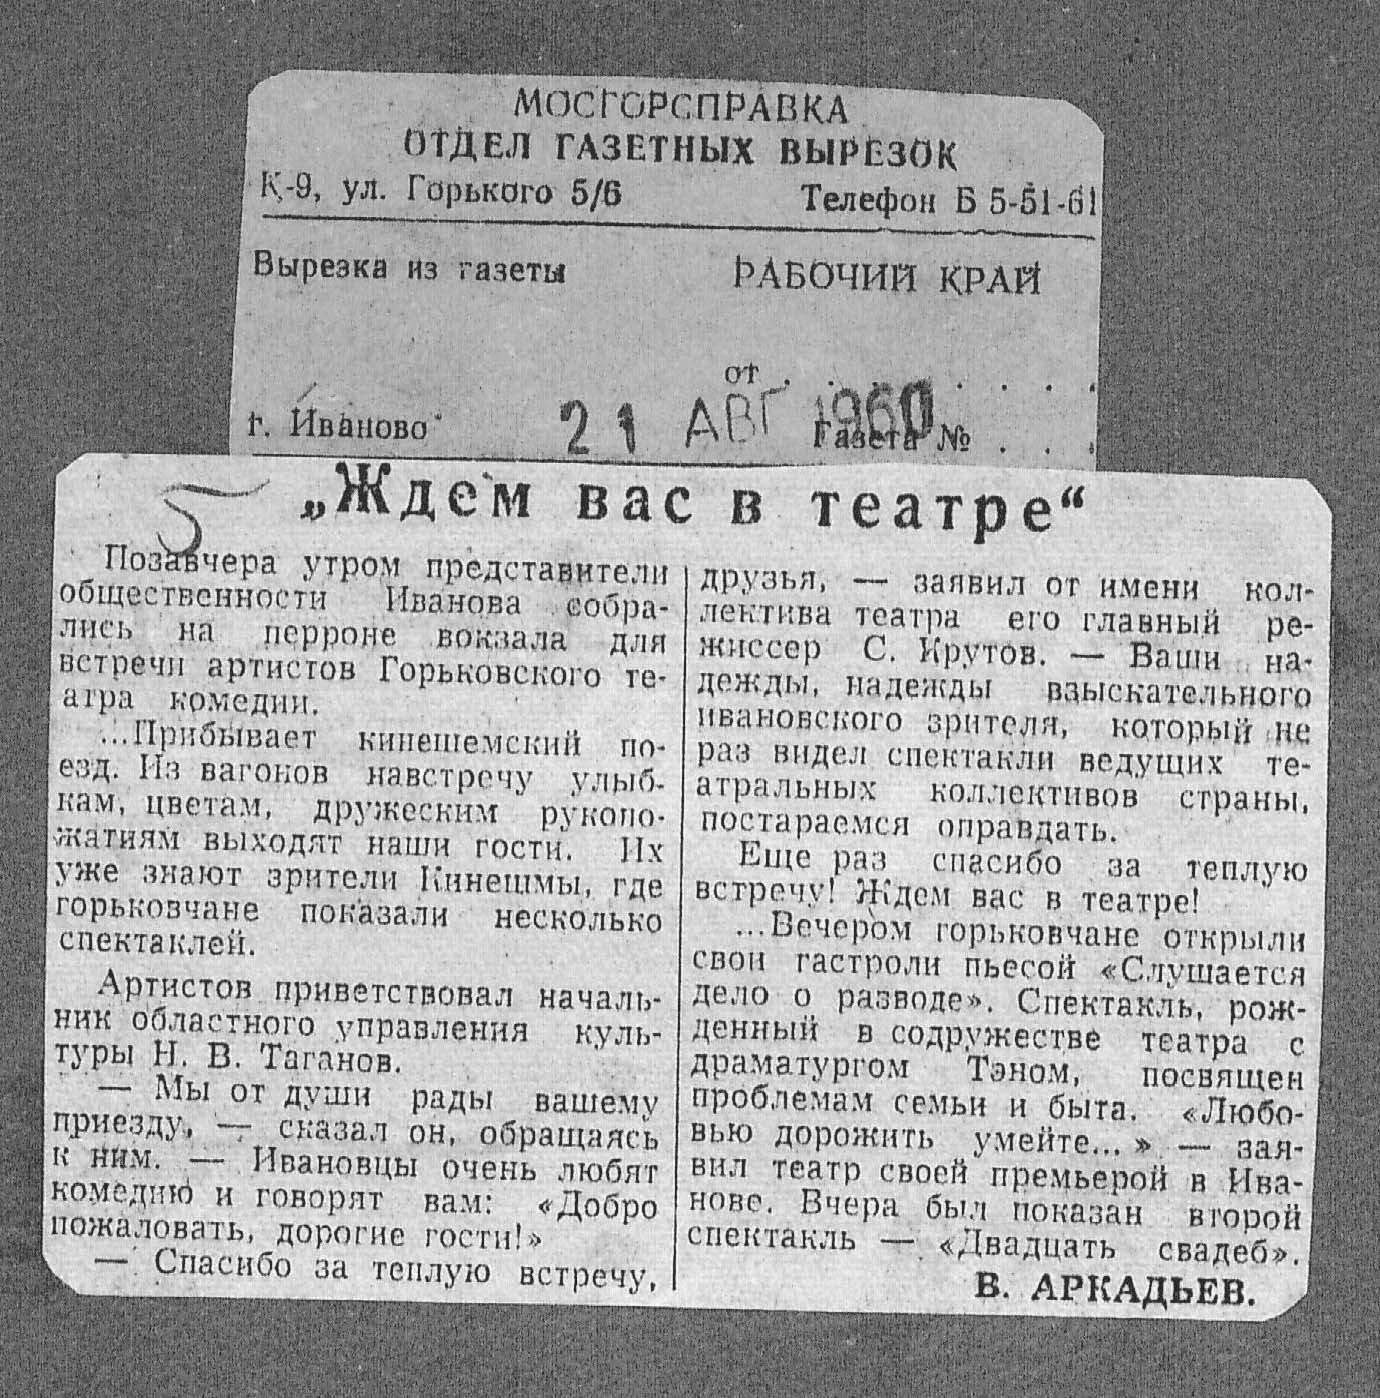 МОСГОРСПРАВКА
ОТДЕЛ ГАЗЕТНЫХ ВЫРЕЗОК
К-9, ул. Горького 5/6 Телефон Б 5-51-61
Вырезка из газеты РАБОЧИЙ КРАЙ
от . . . . . . . .
21 АВГ 1960
г. Иваново Газета № . . .
5
„Ждем вас в театре“
Позавчера утром представители
общественности Иванова собра-
лись на перроне вокзала для
встречи артистов Горьковского те-
атра комедии.
...Прибывает кинешемский по-
езд. Из вагонов навстречу улыб-
кам, цветам, дружеским рукопо-
жатиям выходят наши гости. Их
уже знают зрители Кинешмы, где
горьковчане показали несколько
спектаклей.
Артистов приветствовал началь-
ник областного управления куль-
туры Н. В. Таганов.
— Мы от души рады вашему
приезду, — сказал он, обращаясь
к ним. — Ивановцы очень любят
комедию и говорят вам: «Добро
пожаловать, дорогие гости!»
— Спасибо за теплую встречу,
друзья, — заявил от имени кол-
лектива театра его главный ре-
жиссер С. Крутов. — Ваши на-
дежды, надежды взыскательного
ивановского зрителя, который не
раз видел спектакли ведущих те-
атральных коллективов страны,
постараемся оправдать.
Еще раз спасибо за теплую
встречу! Ждем вас в театре!
...Вечером горьковчане открыли
свои гастроли пьесой «Слушается
дело о разводе». Спектакль, рож-
денный в содружестве театра с
драматургом Тэном, посвящен
проблемам семьи и быта. «Любо-
вью дорожить умейте...» — зая-
вил театр своей премьерой в Ива-
нове. Вчера был показан второй
спектакль — «Двадцать свадеб».
В. АРКАДЬЕВ.